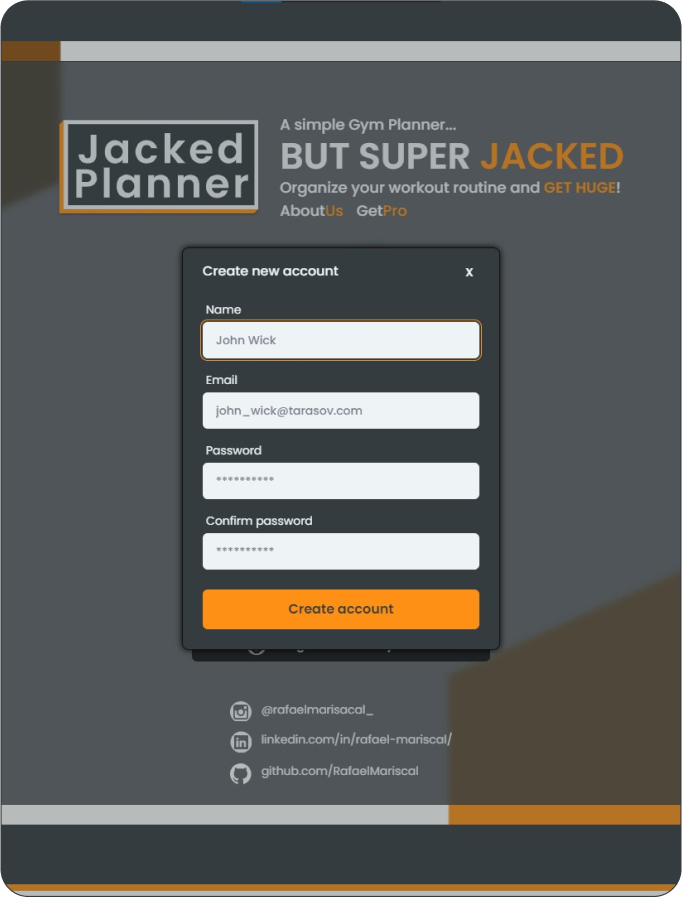 Jacked
Planner
A simple Gym Planner...
BUT SUPER JACKED
Organize your workout routine and GET HUGE!
AboutUs GetPro
Create new account
x
Name
John Wick
Email
john_wick@tarasov.com
Password
**********
Confirm password
**********
Create account
@rafaelmarisacal_
linkedin.com/in/rafael-mariscal/
github.com/RafaelMariscal